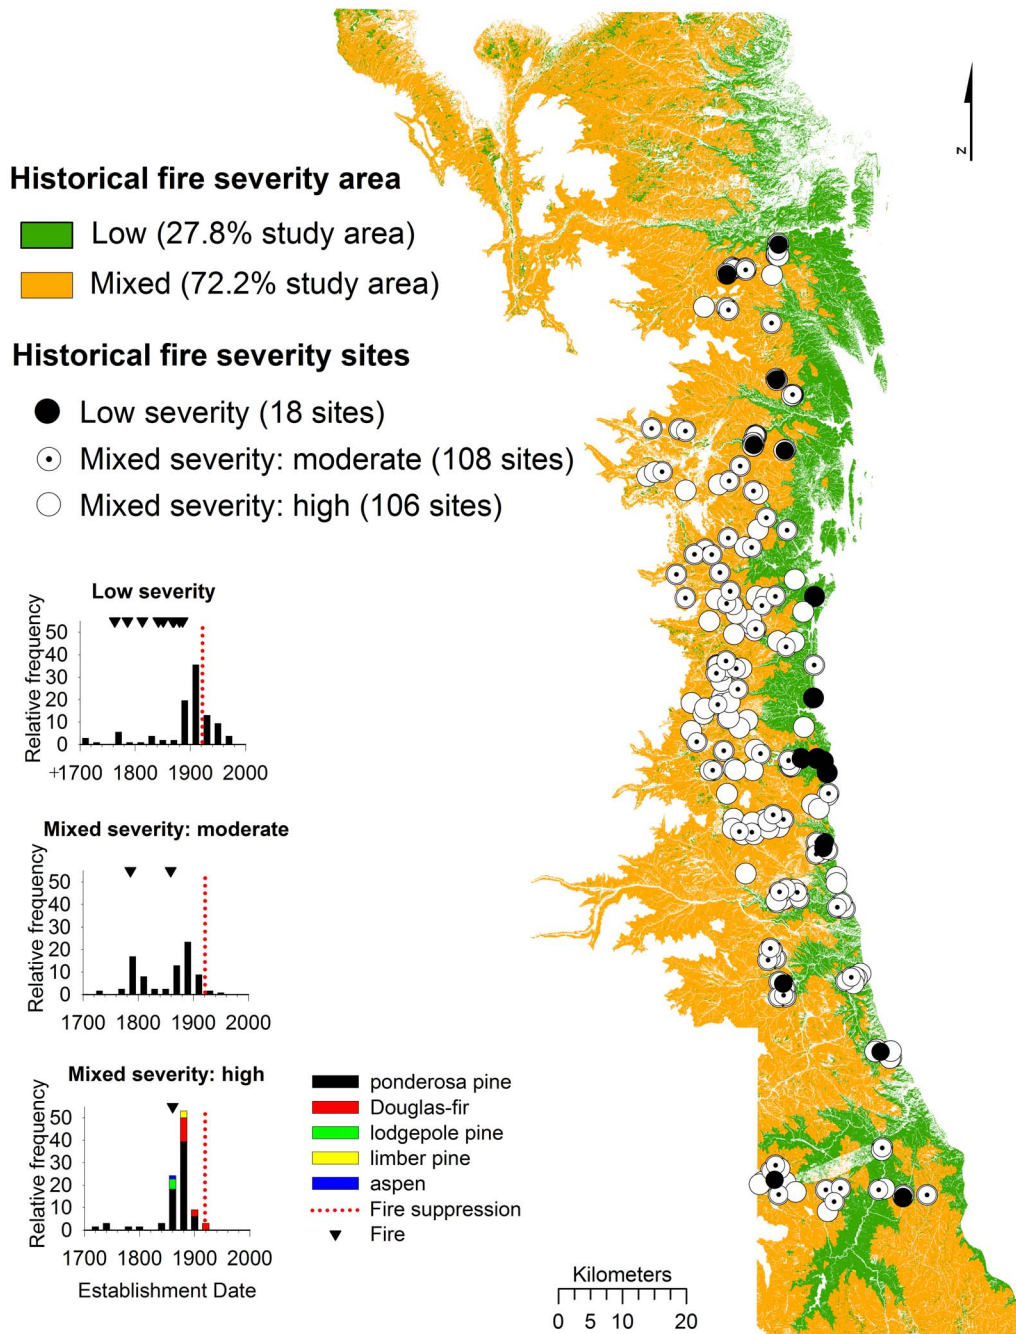 N
Historical fire severity area
Low (27.8% study area)
Mixed (72.2% study area)
Historical fire severity sites
Low severity (18 sites)
Mixed severity: moderate (108 sites)
Mixed severity: high (106 sites)
Low severity
Relative frequency
50
40
30
20
10
0
+1700 1800 1900 2000
Mixed severity: moderate
Relative frequency
50
40
30
20
10
0
1700 1800 1900 2000
Mixed severity: high
Relative frequency
50
40
30
20
10
0
1700 1800 1900 2000
Establishment Date
ponderosa pine
Douglas-fir
lodgepole pine
limber pine
aspen
Fire suppression
Fire
Kilometers
0 5 10 20